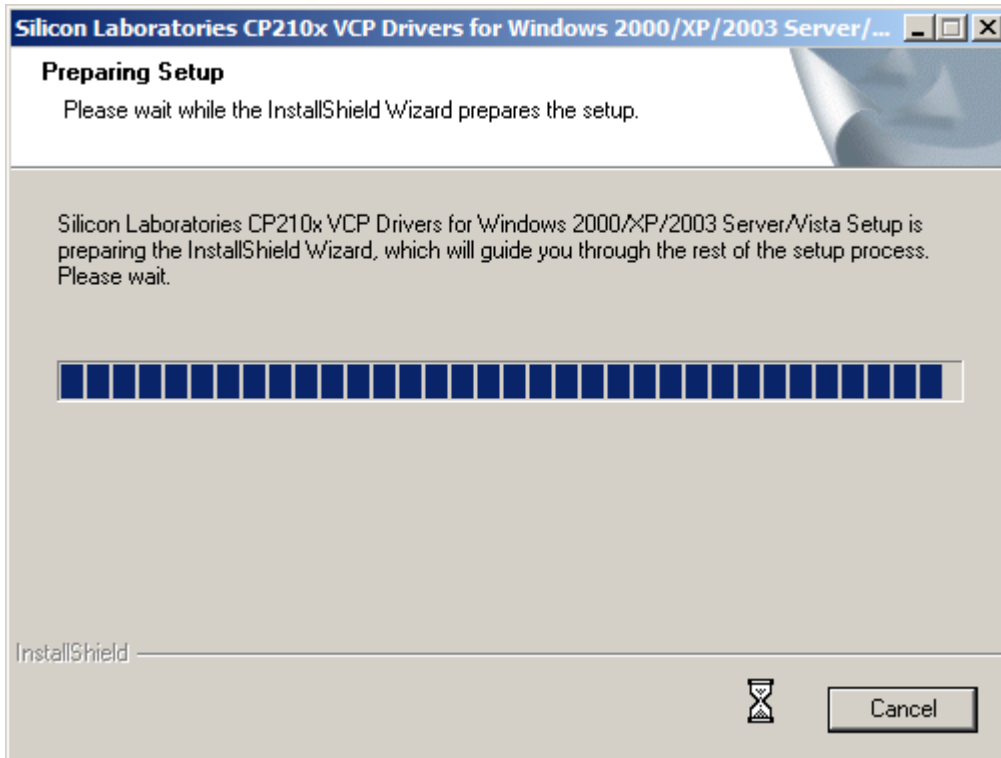 Silicon Laboratories CP210x VCP Drivers for Windows 2000/XP/2003 Server/...
Preparing Setup
Please wait while the InstallShield Wizard prepares the setup.
Silicon Laboratories CP210x VCP Drivers for Windows 2000/XP/2003 Server/Vista Setup is
preparing the InstallShield Wizard, which will guide you through the rest of the setup process.
Please wait.
InstallShield
Cancel